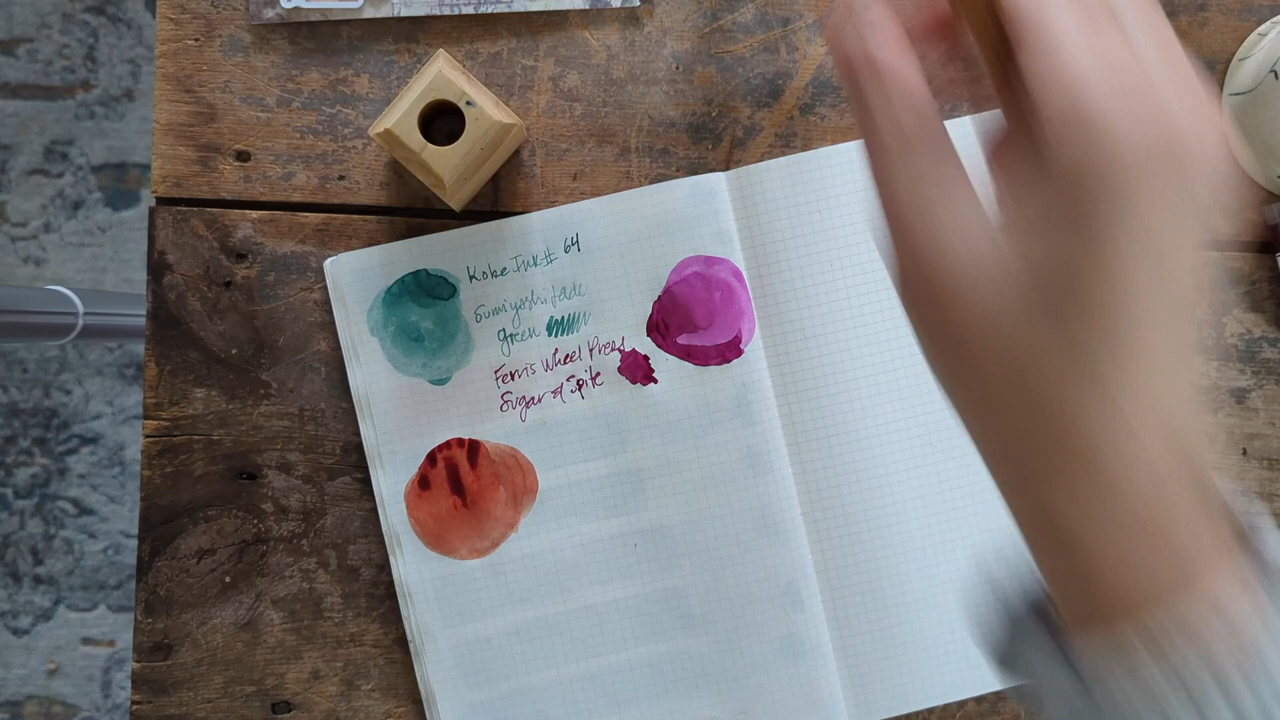 Kobe Ink# 64
Sumiyoshi Jade
green
Ferris Wheel Press
Sugar & Spite